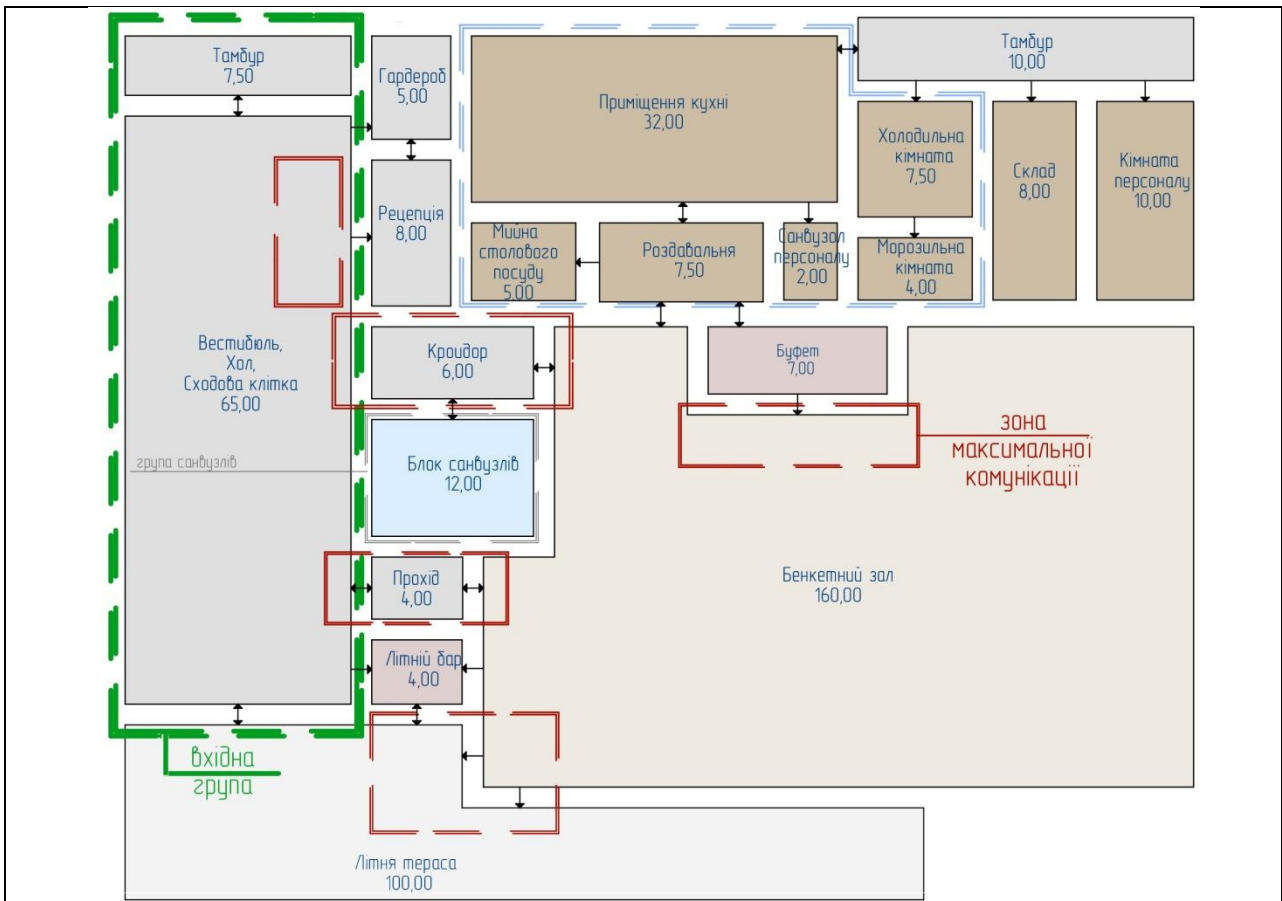 Тамбур
7,50
Гардероб
5,00
Приміщення кухні
32,00
Тамбур
10,00
Холодильна
кімната
7,50
Склад
8,00
Кімната
персоналу
10,00
Рецепція
8,00
Мийна
столового
посуду
5,00
Роздавальня
7,50
Санвузол
персоналу
2,00
Морозильна
кімната
4,00
Вестибюль,
Хол,
Сходова клітка
65,00
Кроидор
6,00
Буфет
7,00
зона
максимальної
комунікації
група санвузлів
Блок санвузлів
12,00
Прохід
4,00
Бенкетний зал
160,00
Літній бар
4,00
вхідна
група
Літня тераса
100,00